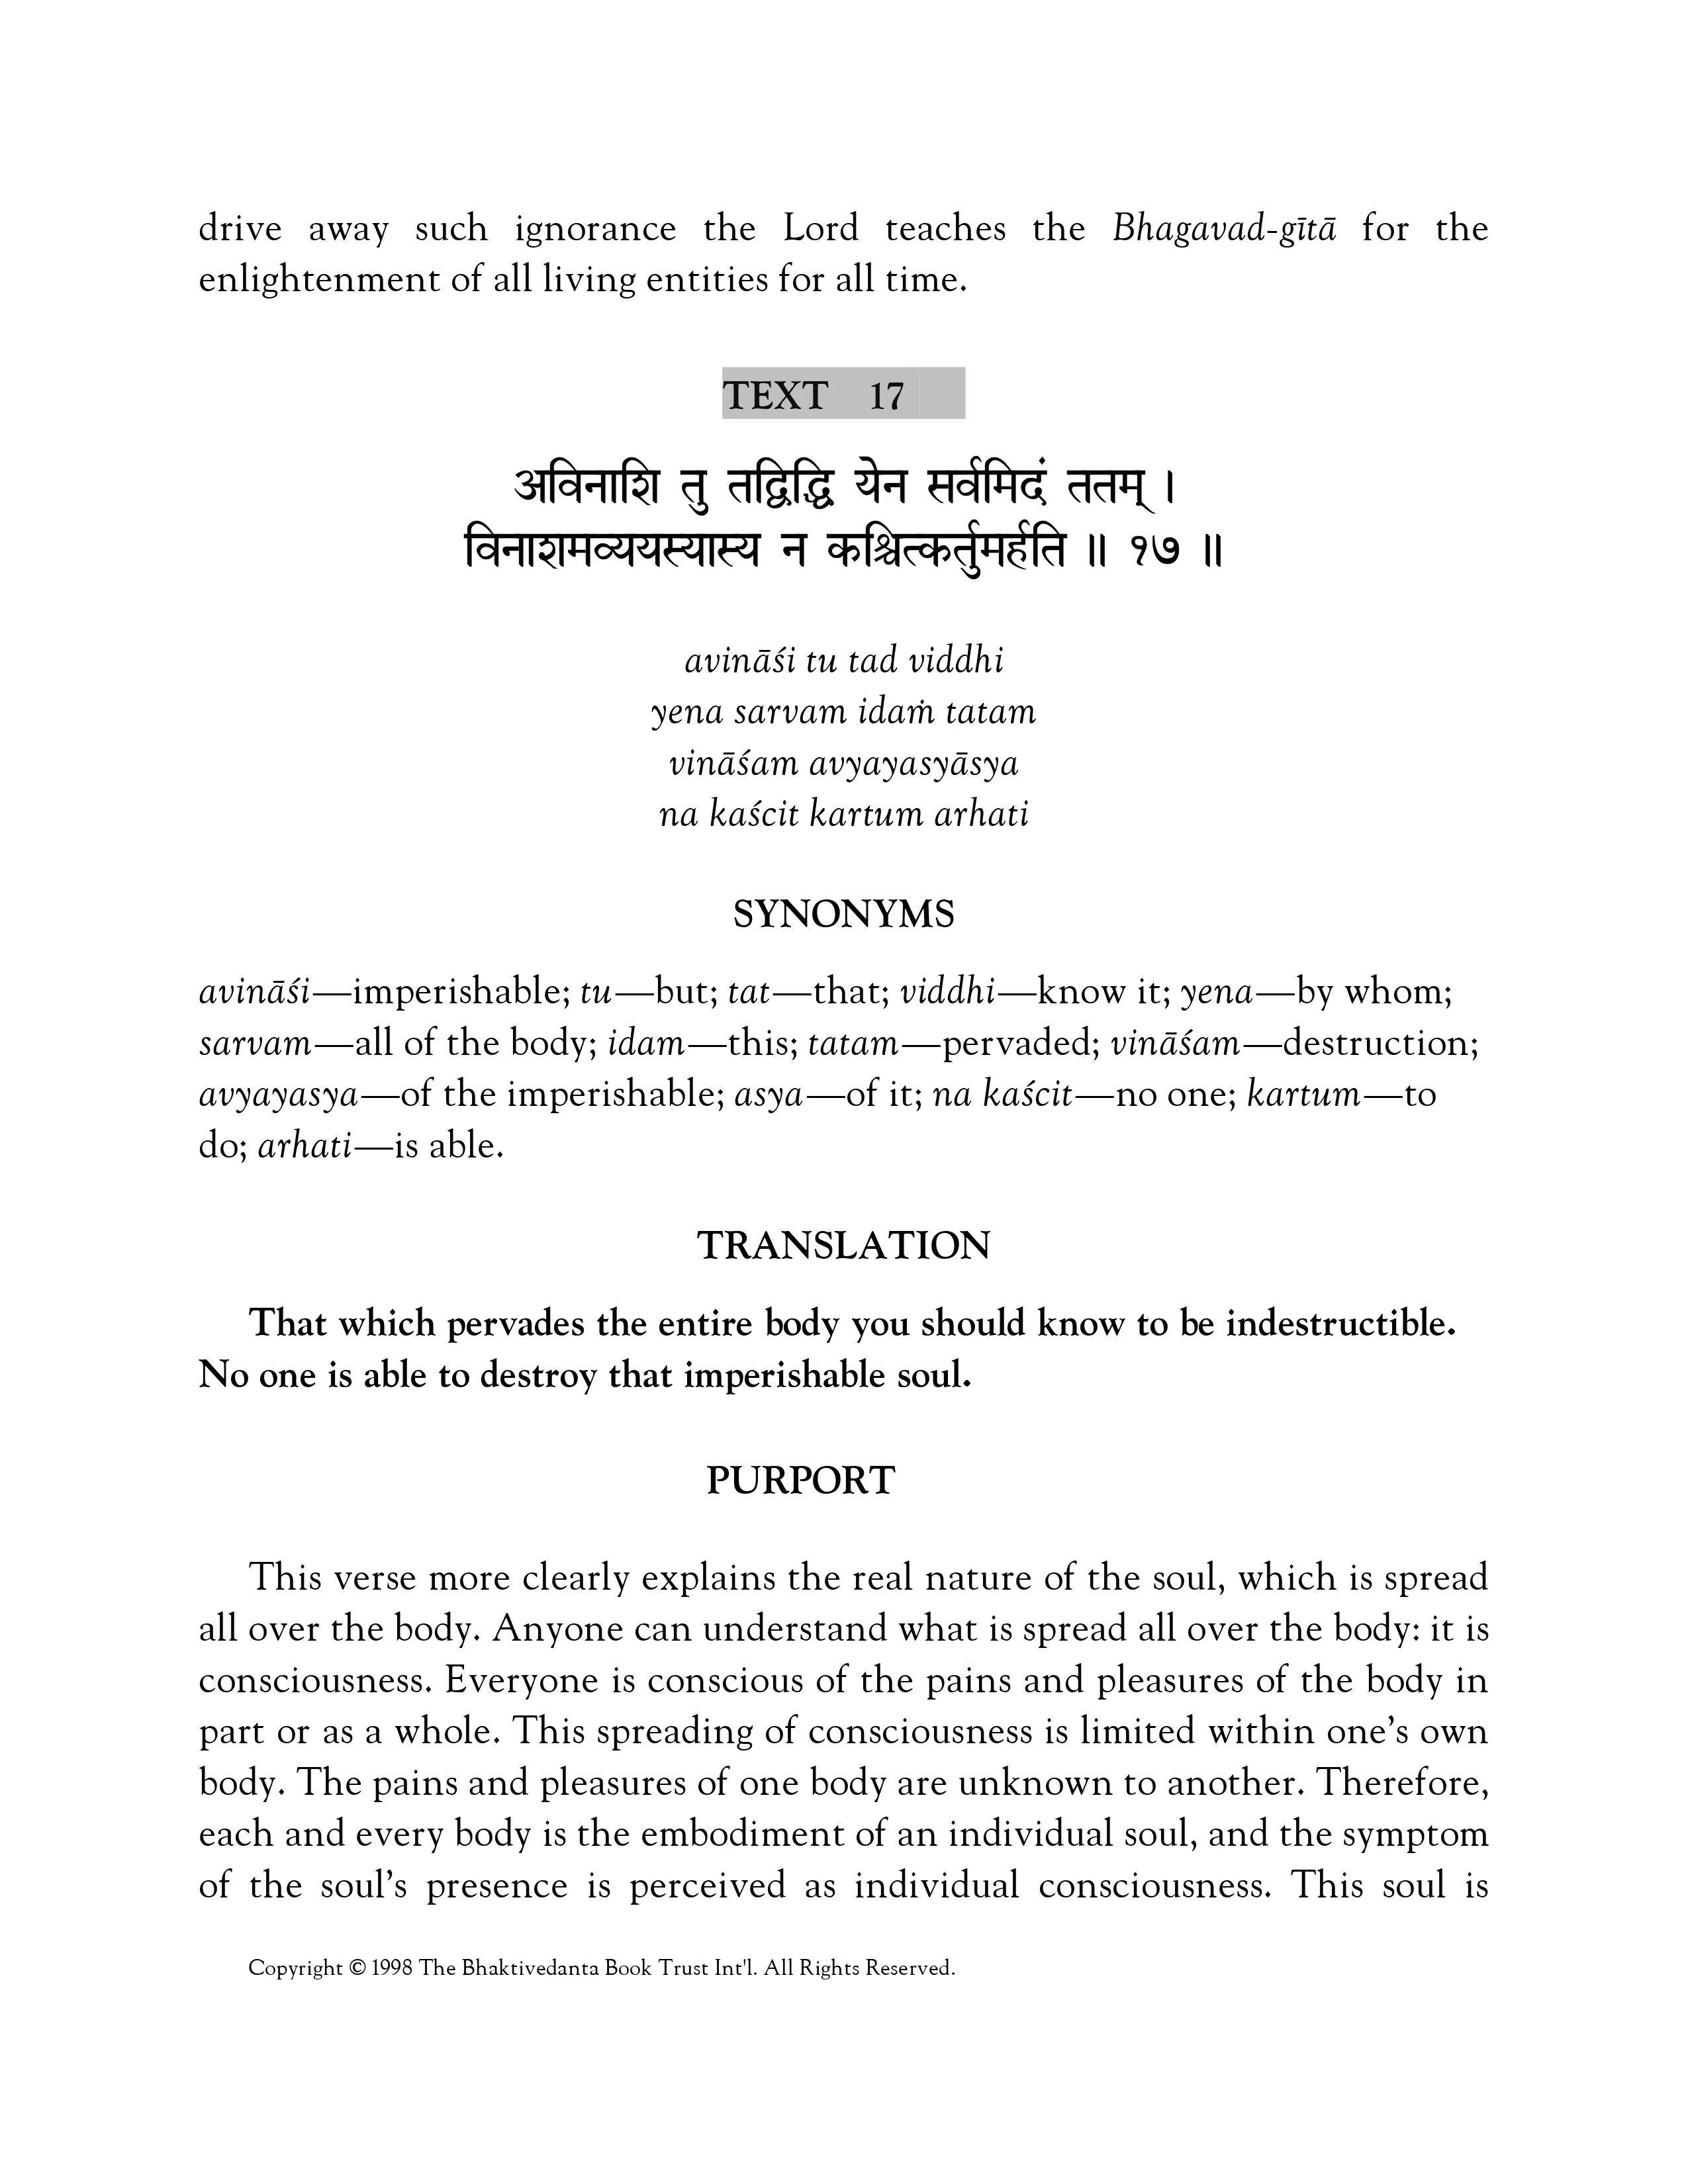 drive away such ignorance the Lord teaches the Bhagavad-gītā for the
enlightenment of all living entities for all time.
TEXT 17
अविनाशि तु तद्विद्धि येन सर्वमिदं ततम् ।
विनाशमव्ययस्यास्य न कश्चित्कर्तुमर्हति ॥ १७ ॥
avināśi tu tad viddhi
yena sarvam idaṁ tatam
vināśam avyayasyāsya
na kaścit kartum arhati
SYNONYMS
avināśi—imperishable; tu—but; tat—that; viddhi—know it; yena—by whom;
sarvam—all of the body; idam—this; tatam—pervaded; vināśam—destruction;
avyayasya—of the imperishable; asya—of it; na kaścit—no one; kartum—to
do; arhati—is able.
TRANSLATION
That which pervades the entire body you should know to be indestructible.
No one is able to destroy that imperishable soul.
PURPORT
This verse more clearly explains the real nature of the soul, which is spread
all over the body. Anyone can understand what is spread all over the body: it is
consciousness. Everyone is conscious of the pains and pleasures of the body in
part or as a whole. This spreading of consciousness is limited within one’s own
body. The pains and pleasures of one body are unknown to another. Therefore,
each and every body is the embodiment of an individual soul, and the symptom
of the soul’s presence is perceived as individual consciousness. This soul is
Copyright © 1998 The Bhaktivedanta Book Trust Int'l. All Rights Reserved.